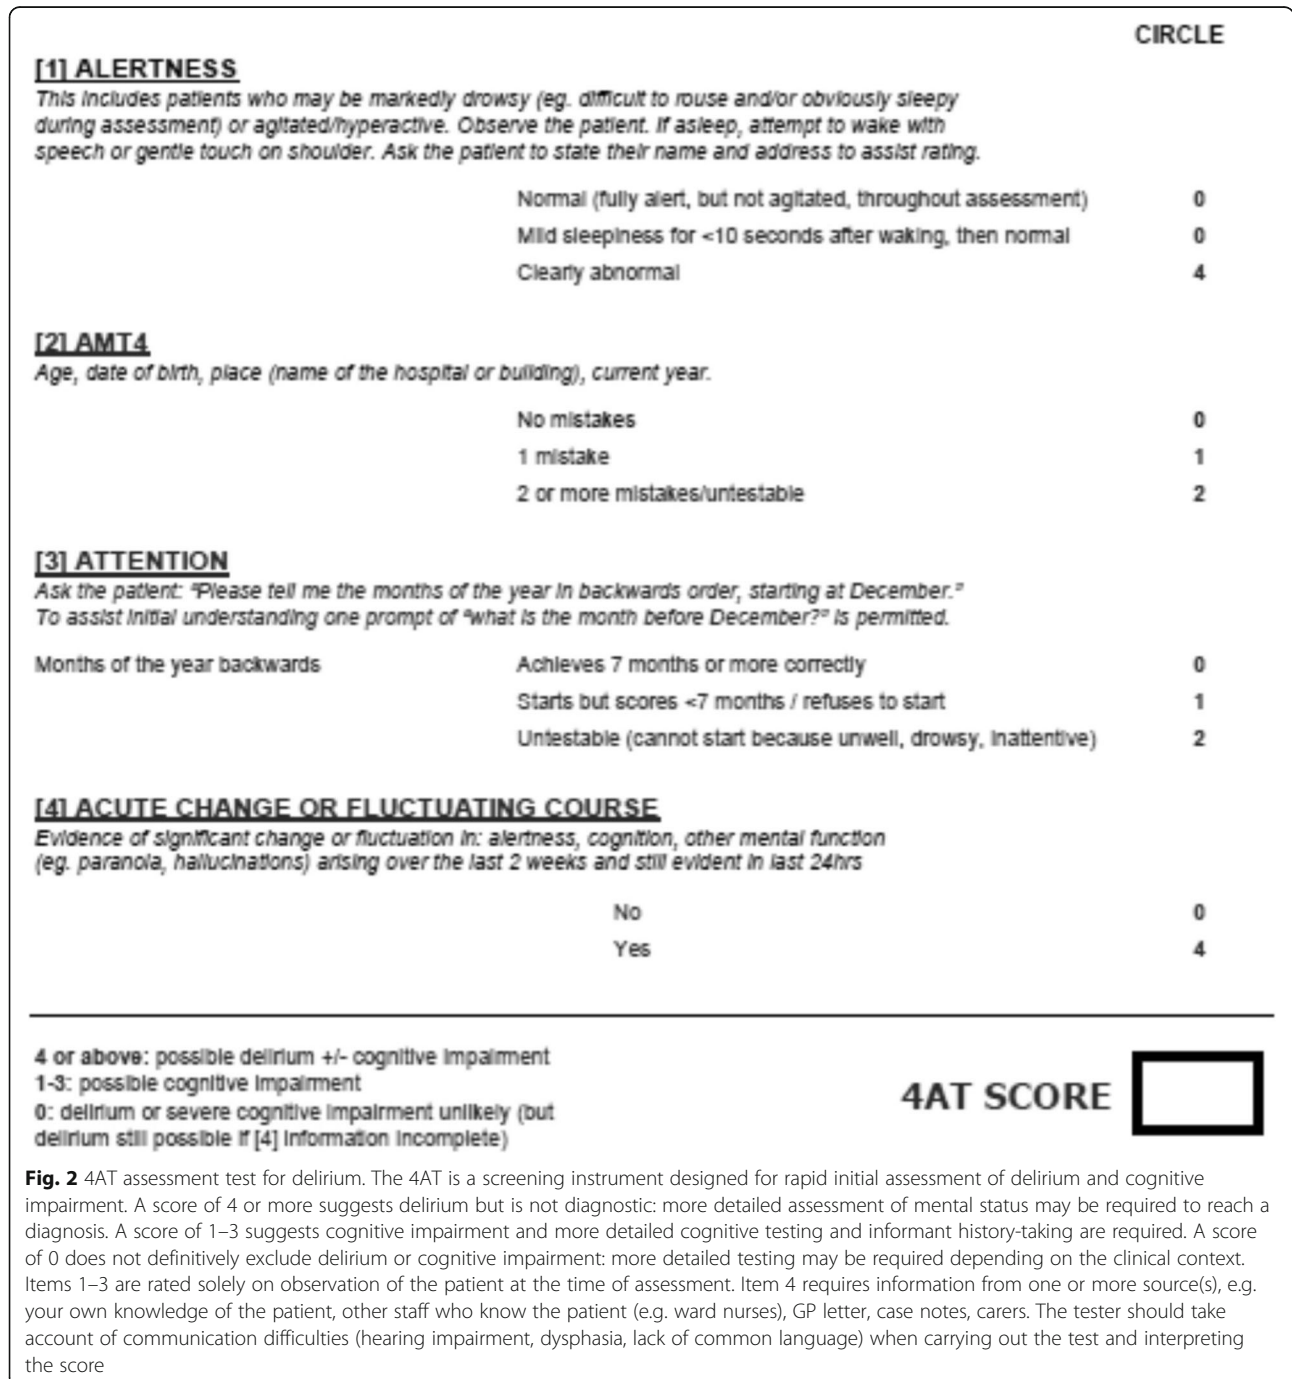 CIRCLE
[1] ALERTNESS
This includes patients who may be markedly drowsy (eg. difficult to rouse and/or obviously sleepy
during assessment) or agitated/hyperactive. Observe the patient. If asleep, attempt to wake with
speech or gentle touch on shoulder. Ask the patient to state their name and address to assist rating.
Normal (fully alert, but not agitated, throughout assessment) 0
Mild sleepiness for <10 seconds after waking, then normal 0
Clearly abnormal 4
[2] AMT4
Age, date of birth, place (name of the hospital or building), current year.
No mistakes 0
1 mistake 1
2 or more mistakes/untestable 2
[3] ATTENTION
Ask the patient: "Please tell me the months of the year in backwards order, starting at December."
To assist initial understanding one prompt of "what is the month before December?" is permitted.
Months of the year backwards Achieves 7 months or more correctly 0
Starts but scores <7 months / refuses to start 1
Untestable (cannot start because unwell, drowsy, inattentive) 2
[4] ACUTE CHANGE OR FLUCTUATING COURSE
Evidence of significant change or fluctuation in: alertness, cognition, other mental function
(eg. paranoia, hallucinations) arising over the last 2 weeks and still evident in last 24hrs
No 0
Yes 4
4 or above: possible delirium +/- cognitive impairment
1-3: possible cognitive impairment
0: delirium or severe cognitive impairment unlikely (but
delirium still possible if [4] information incomplete)
4AT SCORE
Fig. 2 4AT assessment test for delirium. The 4AT is a screening instrument designed for rapid initial assessment of delirium and cognitive
impairment. A score of 4 or more suggests delirium but is not diagnostic: more detailed assessment of mental status may be required to reach a
diagnosis. A score of 1–3 suggests cognitive impairment and more detailed cognitive testing and informant history-taking are required. A score
of 0 does not definitively exclude delirium or cognitive impairment: more detailed testing may be required depending on the clinical context.
Items 1–3 are rated solely on observation of the patient at the time of assessment. Item 4 requires information from one or more source(s), e.g.
your own knowledge of the patient, other staff who know the patient (e.g. ward nurses), GP letter, case notes, carers. The tester should take
account of communication difficulties (hearing impairment, dysphasia, lack of common language) when carrying out the test and interpreting
the score